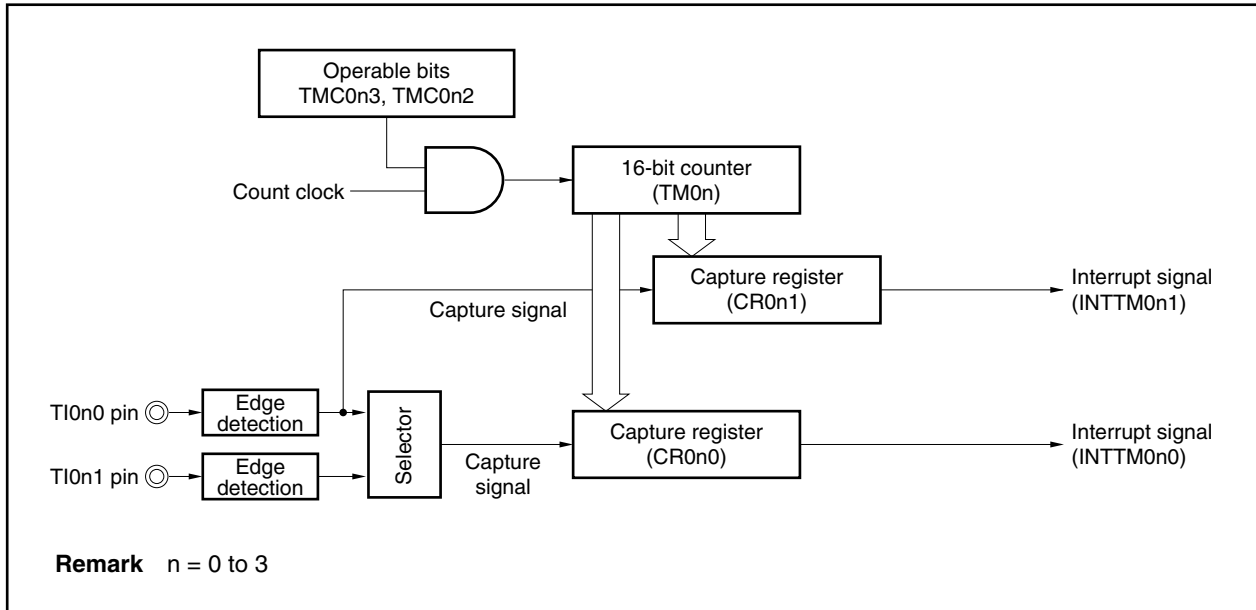 Operable bits
TMC0n3, TMC0n2
Count clock
16-bit counter
(TM0n)
Capture register
(CR0n1)
Interrupt signal
(INTTM0n1)
Capture signal
TI0n0 pin
Edge
detection
Selector
Capture
signal
Capture register
(CR0n0)
Interrupt signal
(INTTM0n0)
TI0n1 pin
Edge
detection
Remark n = 0 to 3